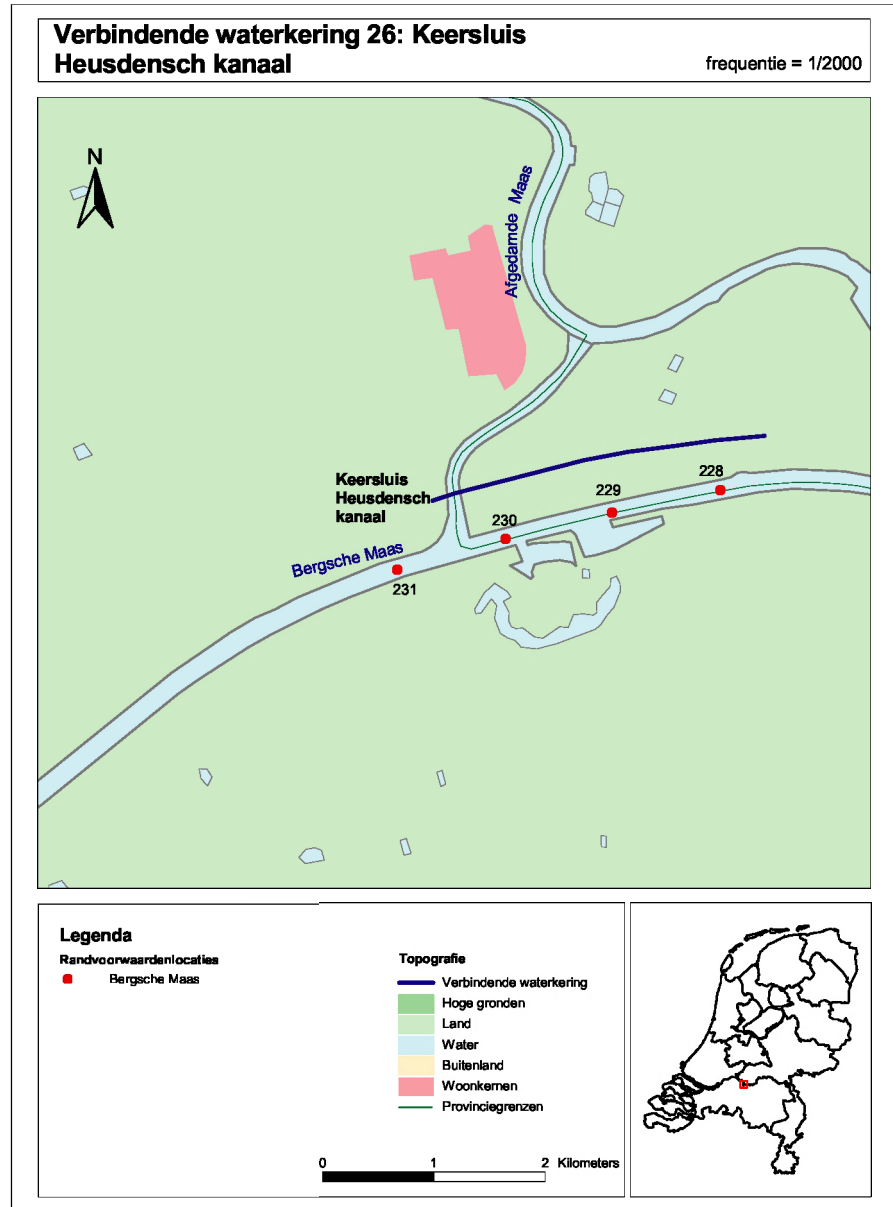 Verbindende waterkering 26: Keersluis
Heusdensch kanaal
frequentie = 1/2000
N
Afgedamde Maas
Keersluis
Heusdensch
kanaal
228
229
230
Bergsche Maas
231
Legenda
Randvoorwaardenlocaties
Bergsche Maas
Topografie
Verbindende waterkering
Hoge gronden
Land
Water
Buitenland
Woonkernen
Provinciegrenzen
0 1 2 Kilometers